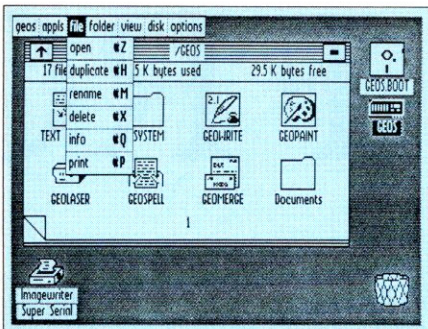 geos appls file folder view disk options
/GEOS
open Z
17 file duplicate H 5 K bytes used 29.5 K bytes free
rename M
delete X
info Q
print P
GEOS.BOOT
GEOS
2.1
TEXT SYSTEM GEOWRITE GEOPAINT
GEOLASER GEOSPELL GEOMERGE Documents
1
Imagewriter
Super Serial